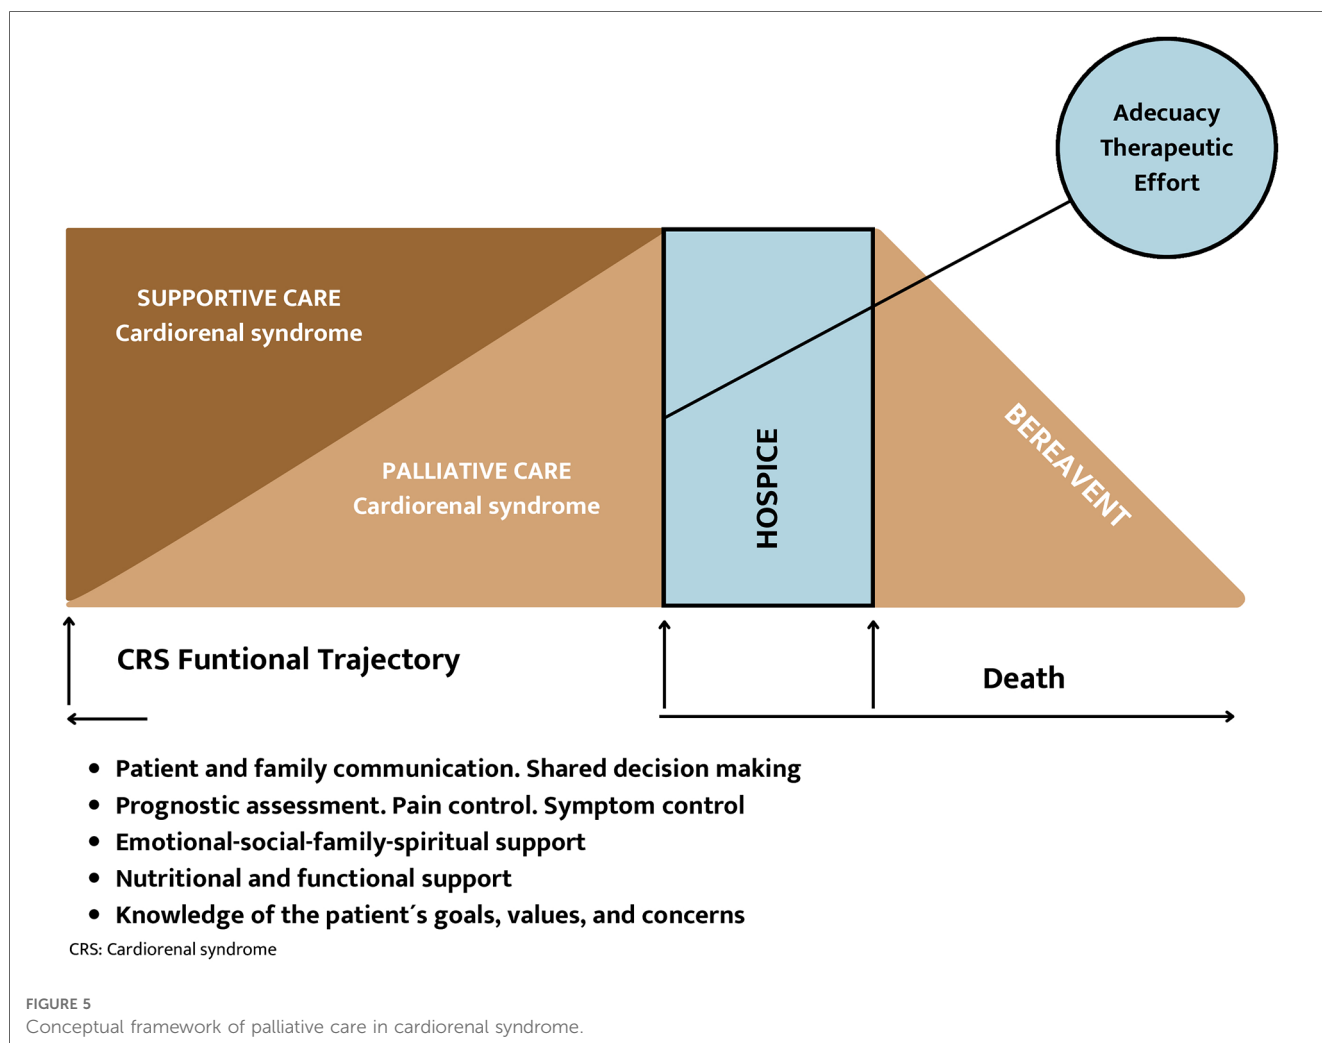 Adecuacy
Therapeutic
Effort
SUPPORTIVE CARE
Cardiorenal syndrome
PALLIATIVE CARE
Cardiorenal syndrome
HOSPICE
BEREAVENT
CRS Funtional Trajectory
Death
• Patient and family communication. Shared decision making
• Prognostic assessment. Pain control. Symptom control
• Emotional-social-family-spiritual support
• Nutritional and functional support
• Knowledge of the patient´s goals, values, and concerns
CRS: Cardiorenal syndrome
FIGURE 5
Conceptual framework of palliative care in cardiorenal syndrome.